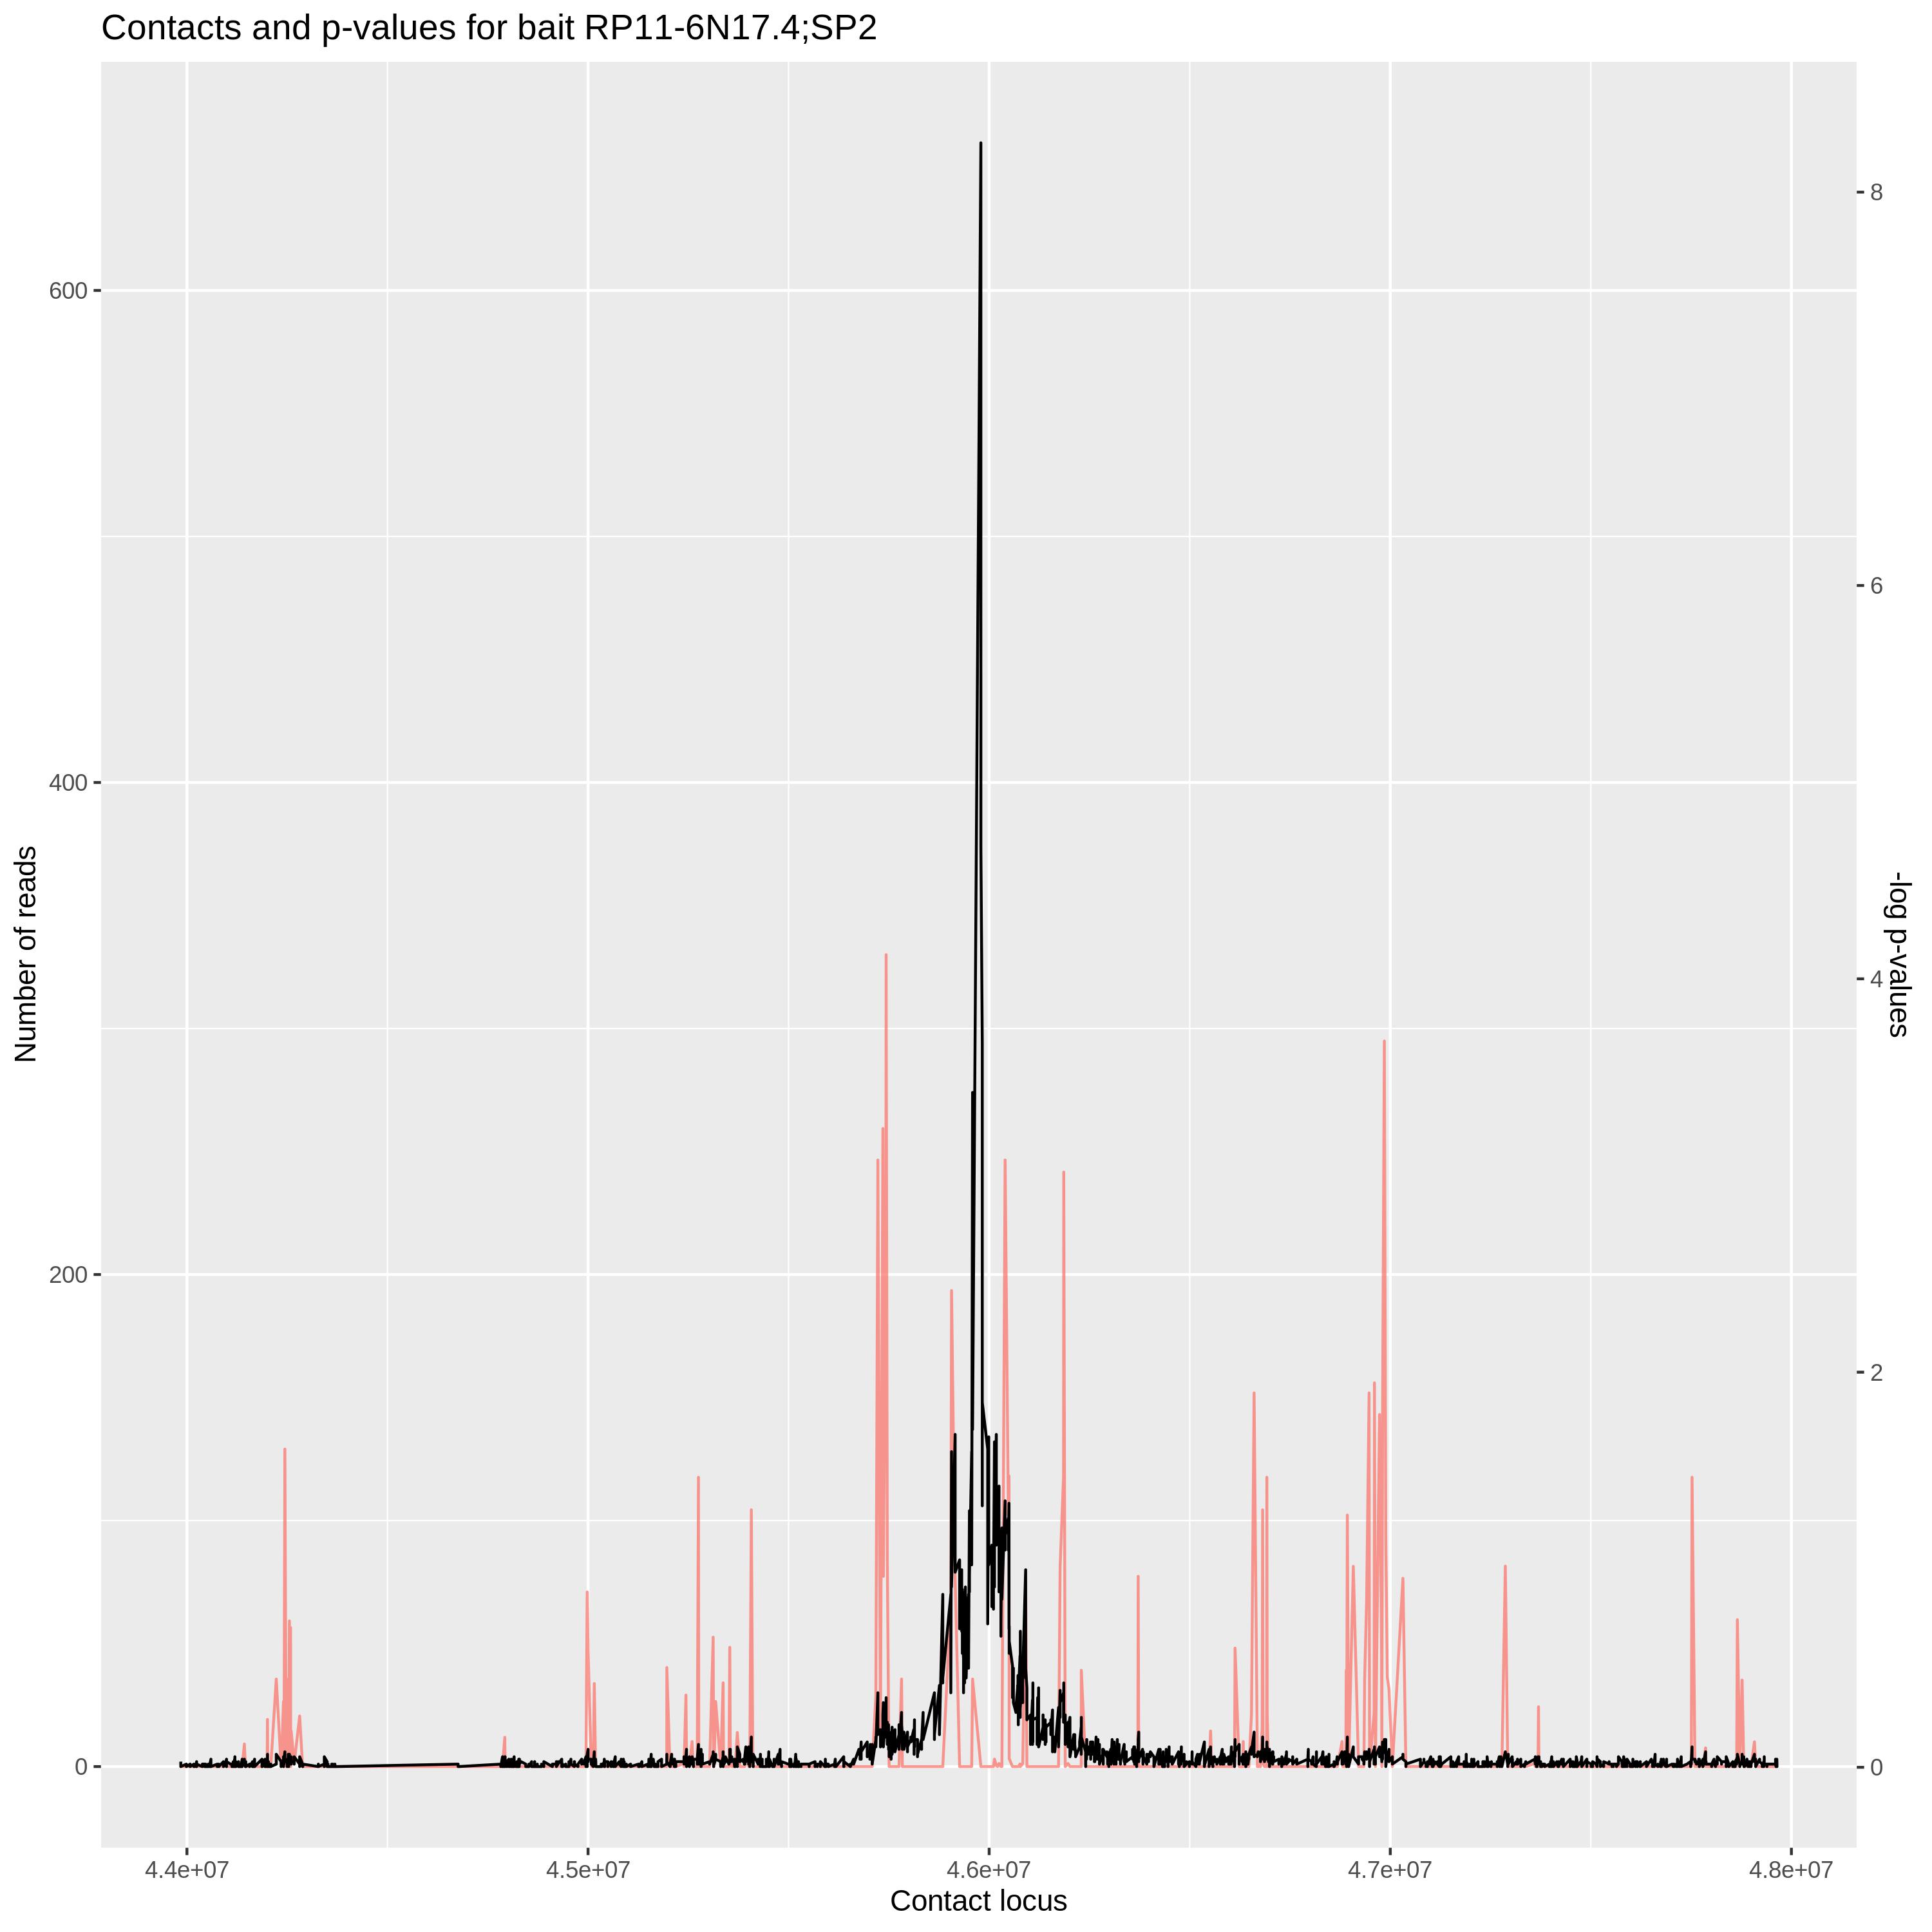 Contacts and p-values for bait RP11-6N17.4;SP2
8
600
6
400
Number of reads
-log p-values
4
200
2
0
0
4.4e+07 4.5e+07 4.6e+07 4.7e+07 4.8e+07
Contact locus